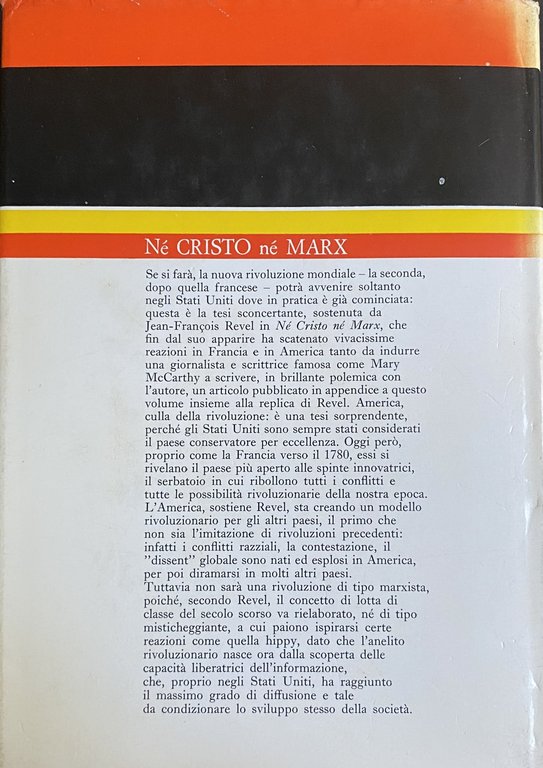 Né CRISTO né MARX
Se si farà, la nuova rivoluzione mondiale – la seconda,
dopo quella francese – potrà avvenire soltanto
negli Stati Uniti dove in pratica è già cominciata:
questa è la tesi sconcertante, sostenuta da
Jean-François Revel in Né Cristo né Marx, che
fin dal suo apparire ha scatenato vivacissime
reazioni in Francia e in America tanto da indurre
una giornalista e scrittrice famosa come Mary
McCarthy a scrivere, in brillante polemica con
l'autore, un articolo pubblicato in appendice a questo
volume insieme alla replica di Revel. America,
culla della rivoluzione: è una tesi sorprendente,
perché gli Stati Uniti sono sempre stati considerati
il paese conservatore per eccellenza. Oggi però,
proprio come la Francia verso il 1780, essi si
rivelano il paese più aperto alle spinte innovatrici,
il serbatoio in cui ribollono tutti i conflitti e
tutte le possibilità rivoluzionarie della nostra epoca.
L'America, sostiene Revel, sta creando un modello
rivoluzionario per gli altri paesi, il primo che
non sia l'imitazione di rivoluzioni precedenti:
infatti i conflitti razziali, la contestazione, il
"dissent" globale sono nati ed esplosi in America,
per poi diramarsi in molti altri paesi.
Tuttavia non sarà una rivoluzione di tipo marxista,
poiché, secondo Revel, il concetto di lotta di
classe del secolo scorso va rielaborato, né di tipo
misticheggiante, a cui paiono ispirarsi certe
reazioni come quella hippy, dato che l'anelito
rivoluzionario nasce ora dalla scoperta delle
capacità liberatrici dell'informazione,
che, proprio negli Stati Uniti, ha raggiunto
il massimo grado di diffusione e tale
da condizionare lo sviluppo stesso della società.